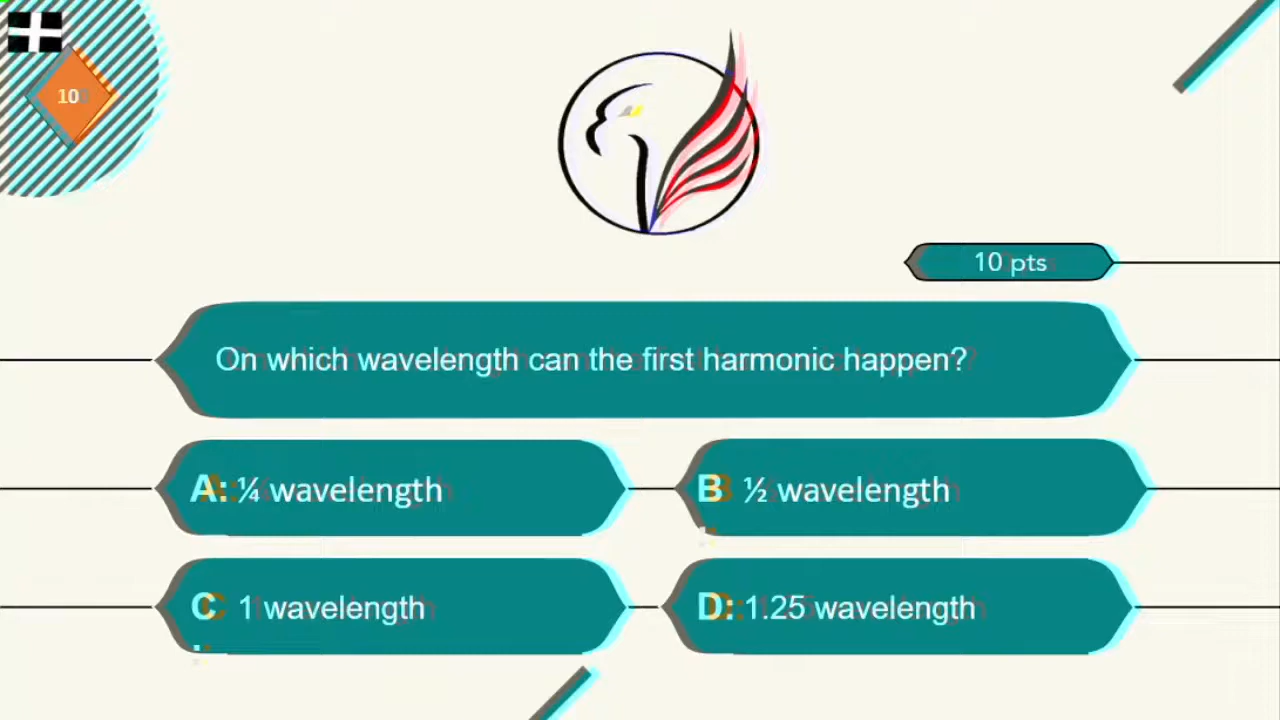 10
10 pts
On which wavelength can the first harmonic happen?
A: ¼ wavelength
B: ½ wavelength
C: 1 wavelength
D: 1.25 wavelength